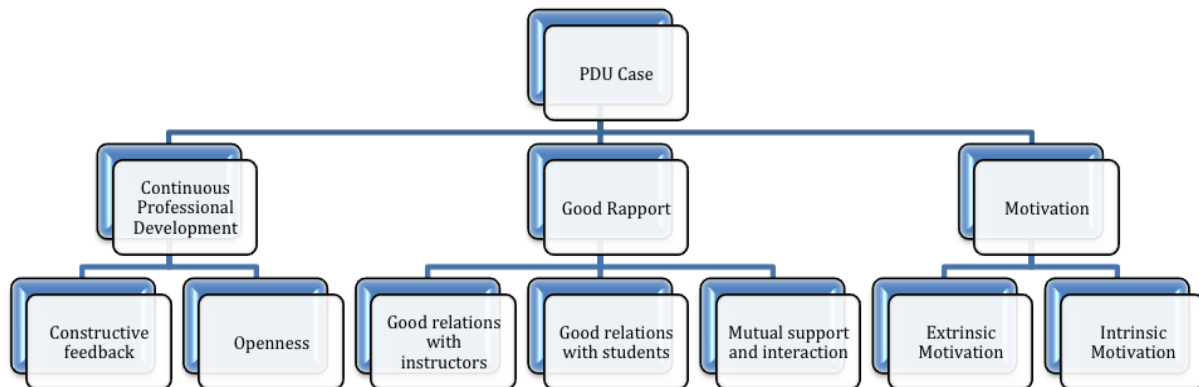 PDU Case
Continuous
Professional
Development
Good Rapport
Motivation
Constructive
feedback
Openness
Good relations
with
instructors
Good relations
with students
Mutual support
and interaction
Extrinsic
Motivation
Intrinsic
Motivation